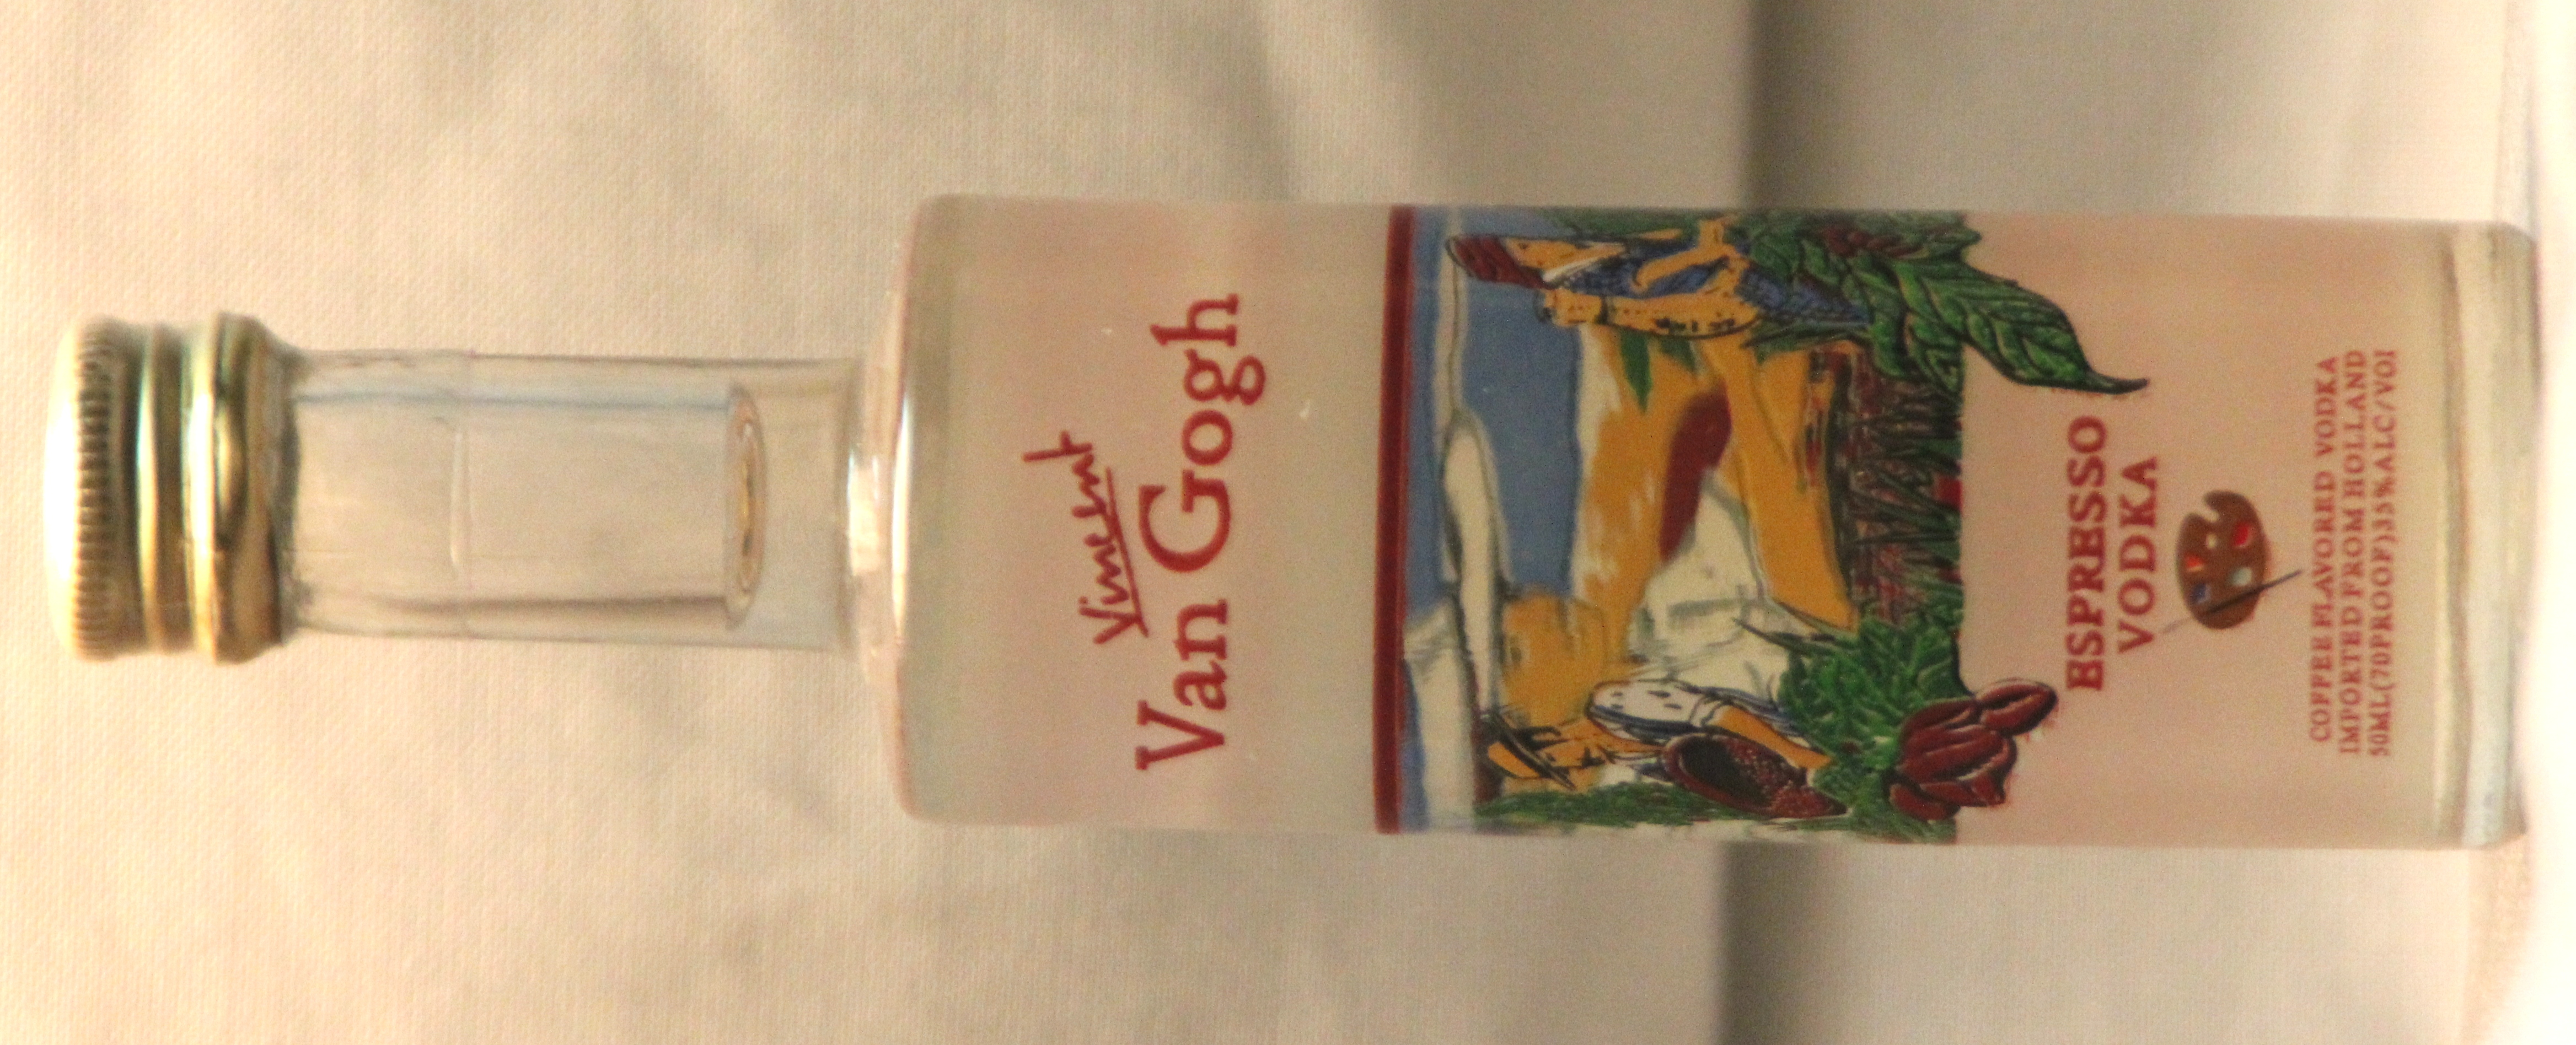 Vincent
Van Gogh
ESPRESSO
VODKA
COFFEE FLAVORED VODKA
IMPORTED FROM HOLLAND
50ML(70PROOF)35%ALC/VOL